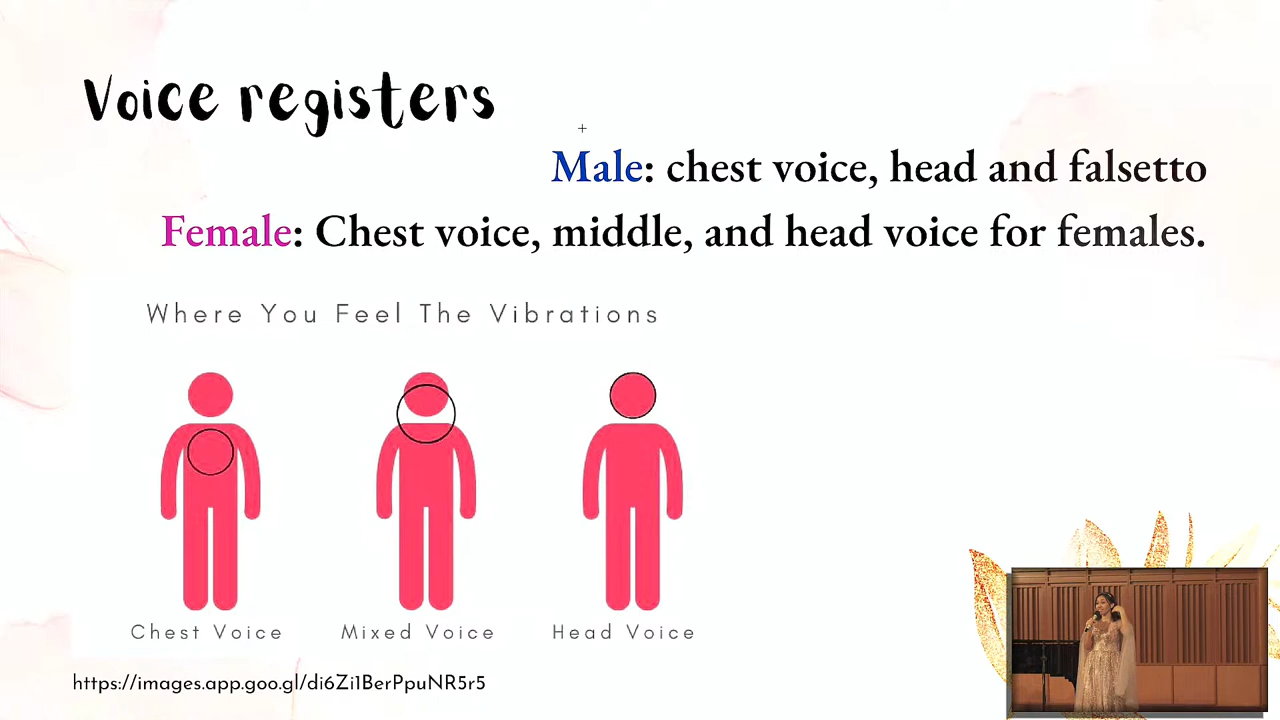 Voice registers
Male: chest voice, head and falsetto
Female: Chest voice, middle, and head voice for females.
Where You Feel The Vibrations
Chest Voice
Mixed Voice
Head Voice
https://images.app.goo.gl/di6Zi1BerPpuNR5r5